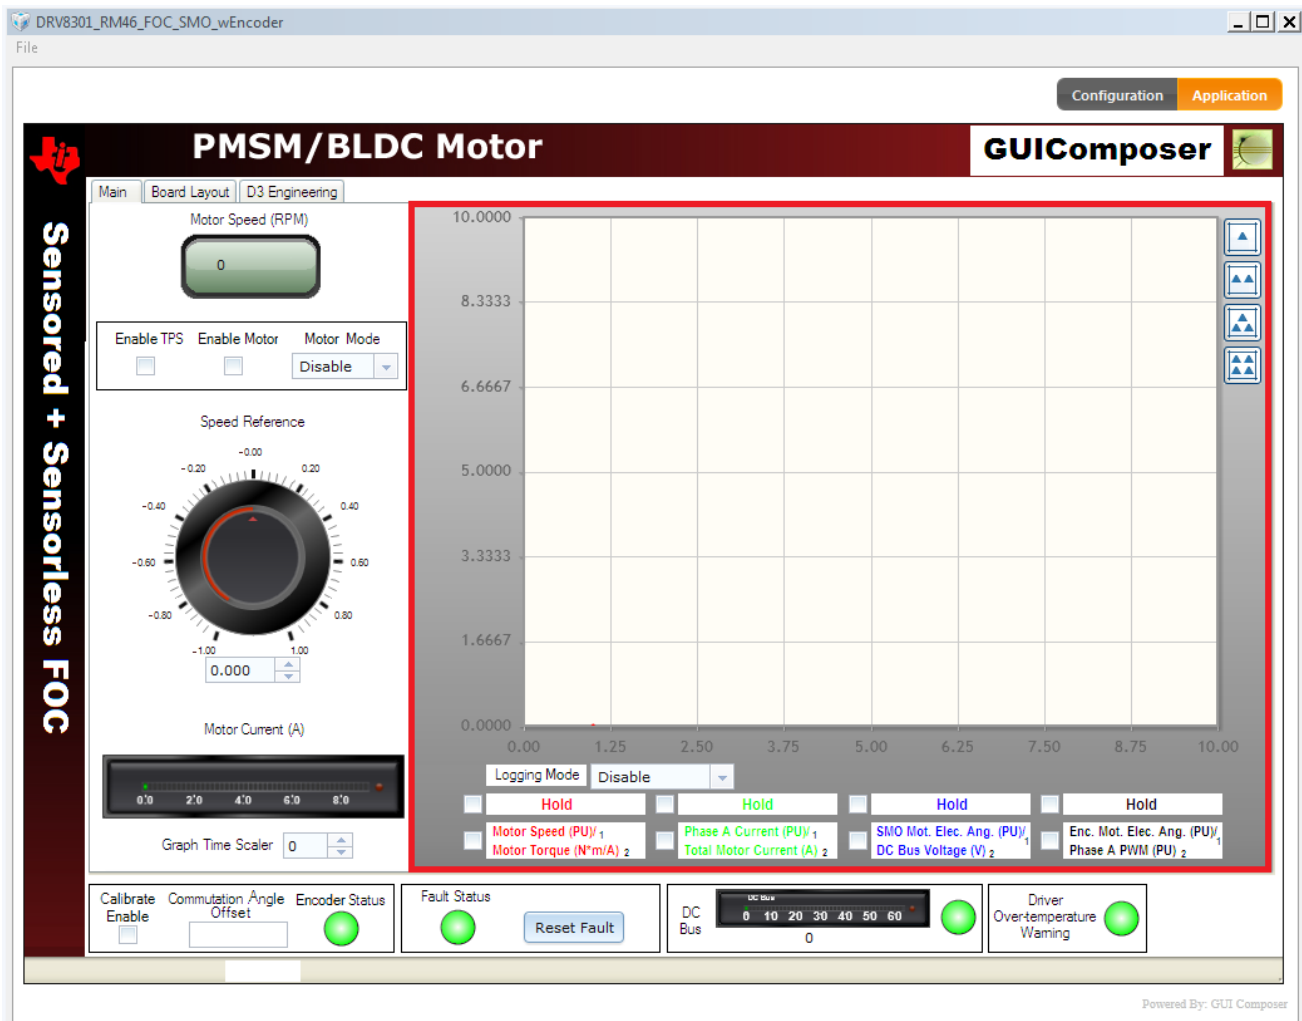 DRV8301_RM46_FOC_SMO_wEncoder
File
Configuration
Application
PMSM/BLDC Motor
GUIComposer
Sensored + Sensorless FOC
Main
Board Layout
D3 Engineering
Motor Speed (RPM)
0
Enable TPS
Enable Motor
Motor Mode
Disable
Speed Reference
-0.00
-0.20
0.20
-0.40
0.40
-0.60
0.60
-0.80
0.80
-1.00
1.00
0.000
Motor Current (A)
0.0 2.0 4.0 6.0 8.0
Graph Time Scaler
0
10.0000
8.3333
6.6667
5.0000
3.3333
1.6667
0.0000
0.00 1.25 2.50 3.75 5.00 6.25 7.50 8.75 10.00
Logging Mode
Disable
Hold
Hold
Hold
Hold
Motor Speed (PU)/ 1
Motor Torque (N*m/A) 2
Phase A Current (PU)/ 1
Total Motor Current (A) 2
SMO Mot. Elec. Ang. (PU)/ 1
DC Bus Voltage (V) 2
Enc. Mot. Elec. Ang. (PU)/ 1
Phase A PWM (PU) 2
Calibrate
Enable
Commutation Angle
Offset
Encoder Status
Fault Status
Reset Fault
DC
Bus
DC Bus
0 10 20 30 40 50 60
0
Driver
Over-temperature
Warning
Powered By: GUI Composer